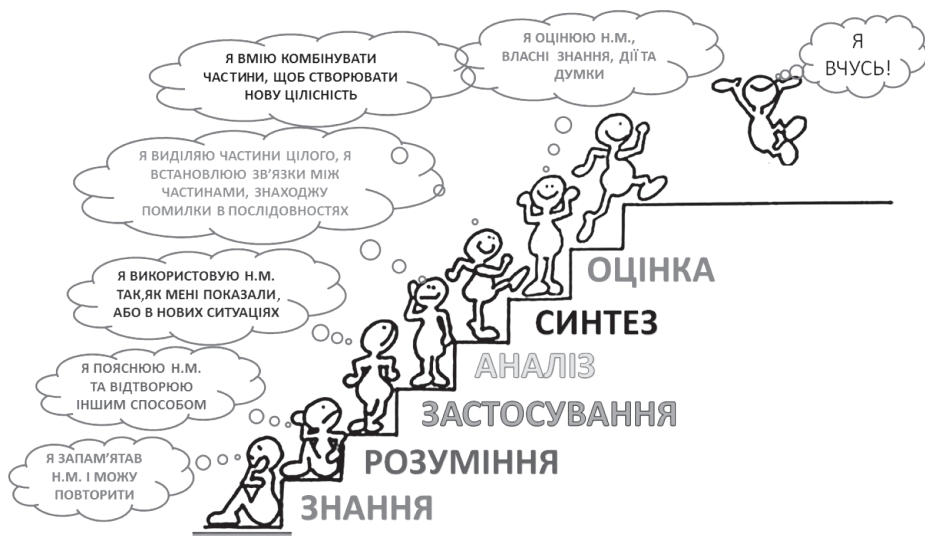 Я ОЦІНЮЮ Н.М.,
ВЛАСНІ ЗНАННЯ, ДІЇ ТА
ДУМКИ
Я
ВЧУСЬ!
Я ВМІЮ КОМБІНУВАТИ
ЧАСТИНИ, ЩОБ СТВОРЮВАТИ
НОВУ ЦІЛІСНІСТЬ
Я ВИДІЛЯЮ ЧАСТИНИ ЦІЛОГО, Я
ВСТАНОВЛЮЮ ЗВ'ЯЗКИ МІЖ
ЧАСТИНАМИ, ЗНАХОДЖУ
ПОМИЛКИ В ПОСЛІДОВНОСТЯХ
Я ВИКОРИСТОВУЮ Н.М.
ТАК,ЯК МЕНІ ПОКАЗАЛИ,
АБО В НОВИХ СИТУАЦІЯХ
Я ПОЯСНЮЮ Н.М.
ТА ВІДТВОРЮЮ
ІНШИМ СПОСОБОМ
Я ЗАПАМ'ЯТАВ
Н.М. І МОЖУ
ПОВТОРИТИ
ОЦІНКА
СИНТЕЗ
АНАЛІЗ
ЗАСТОСУВАННЯ
РОЗУМІННЯ
ЗНАННЯ